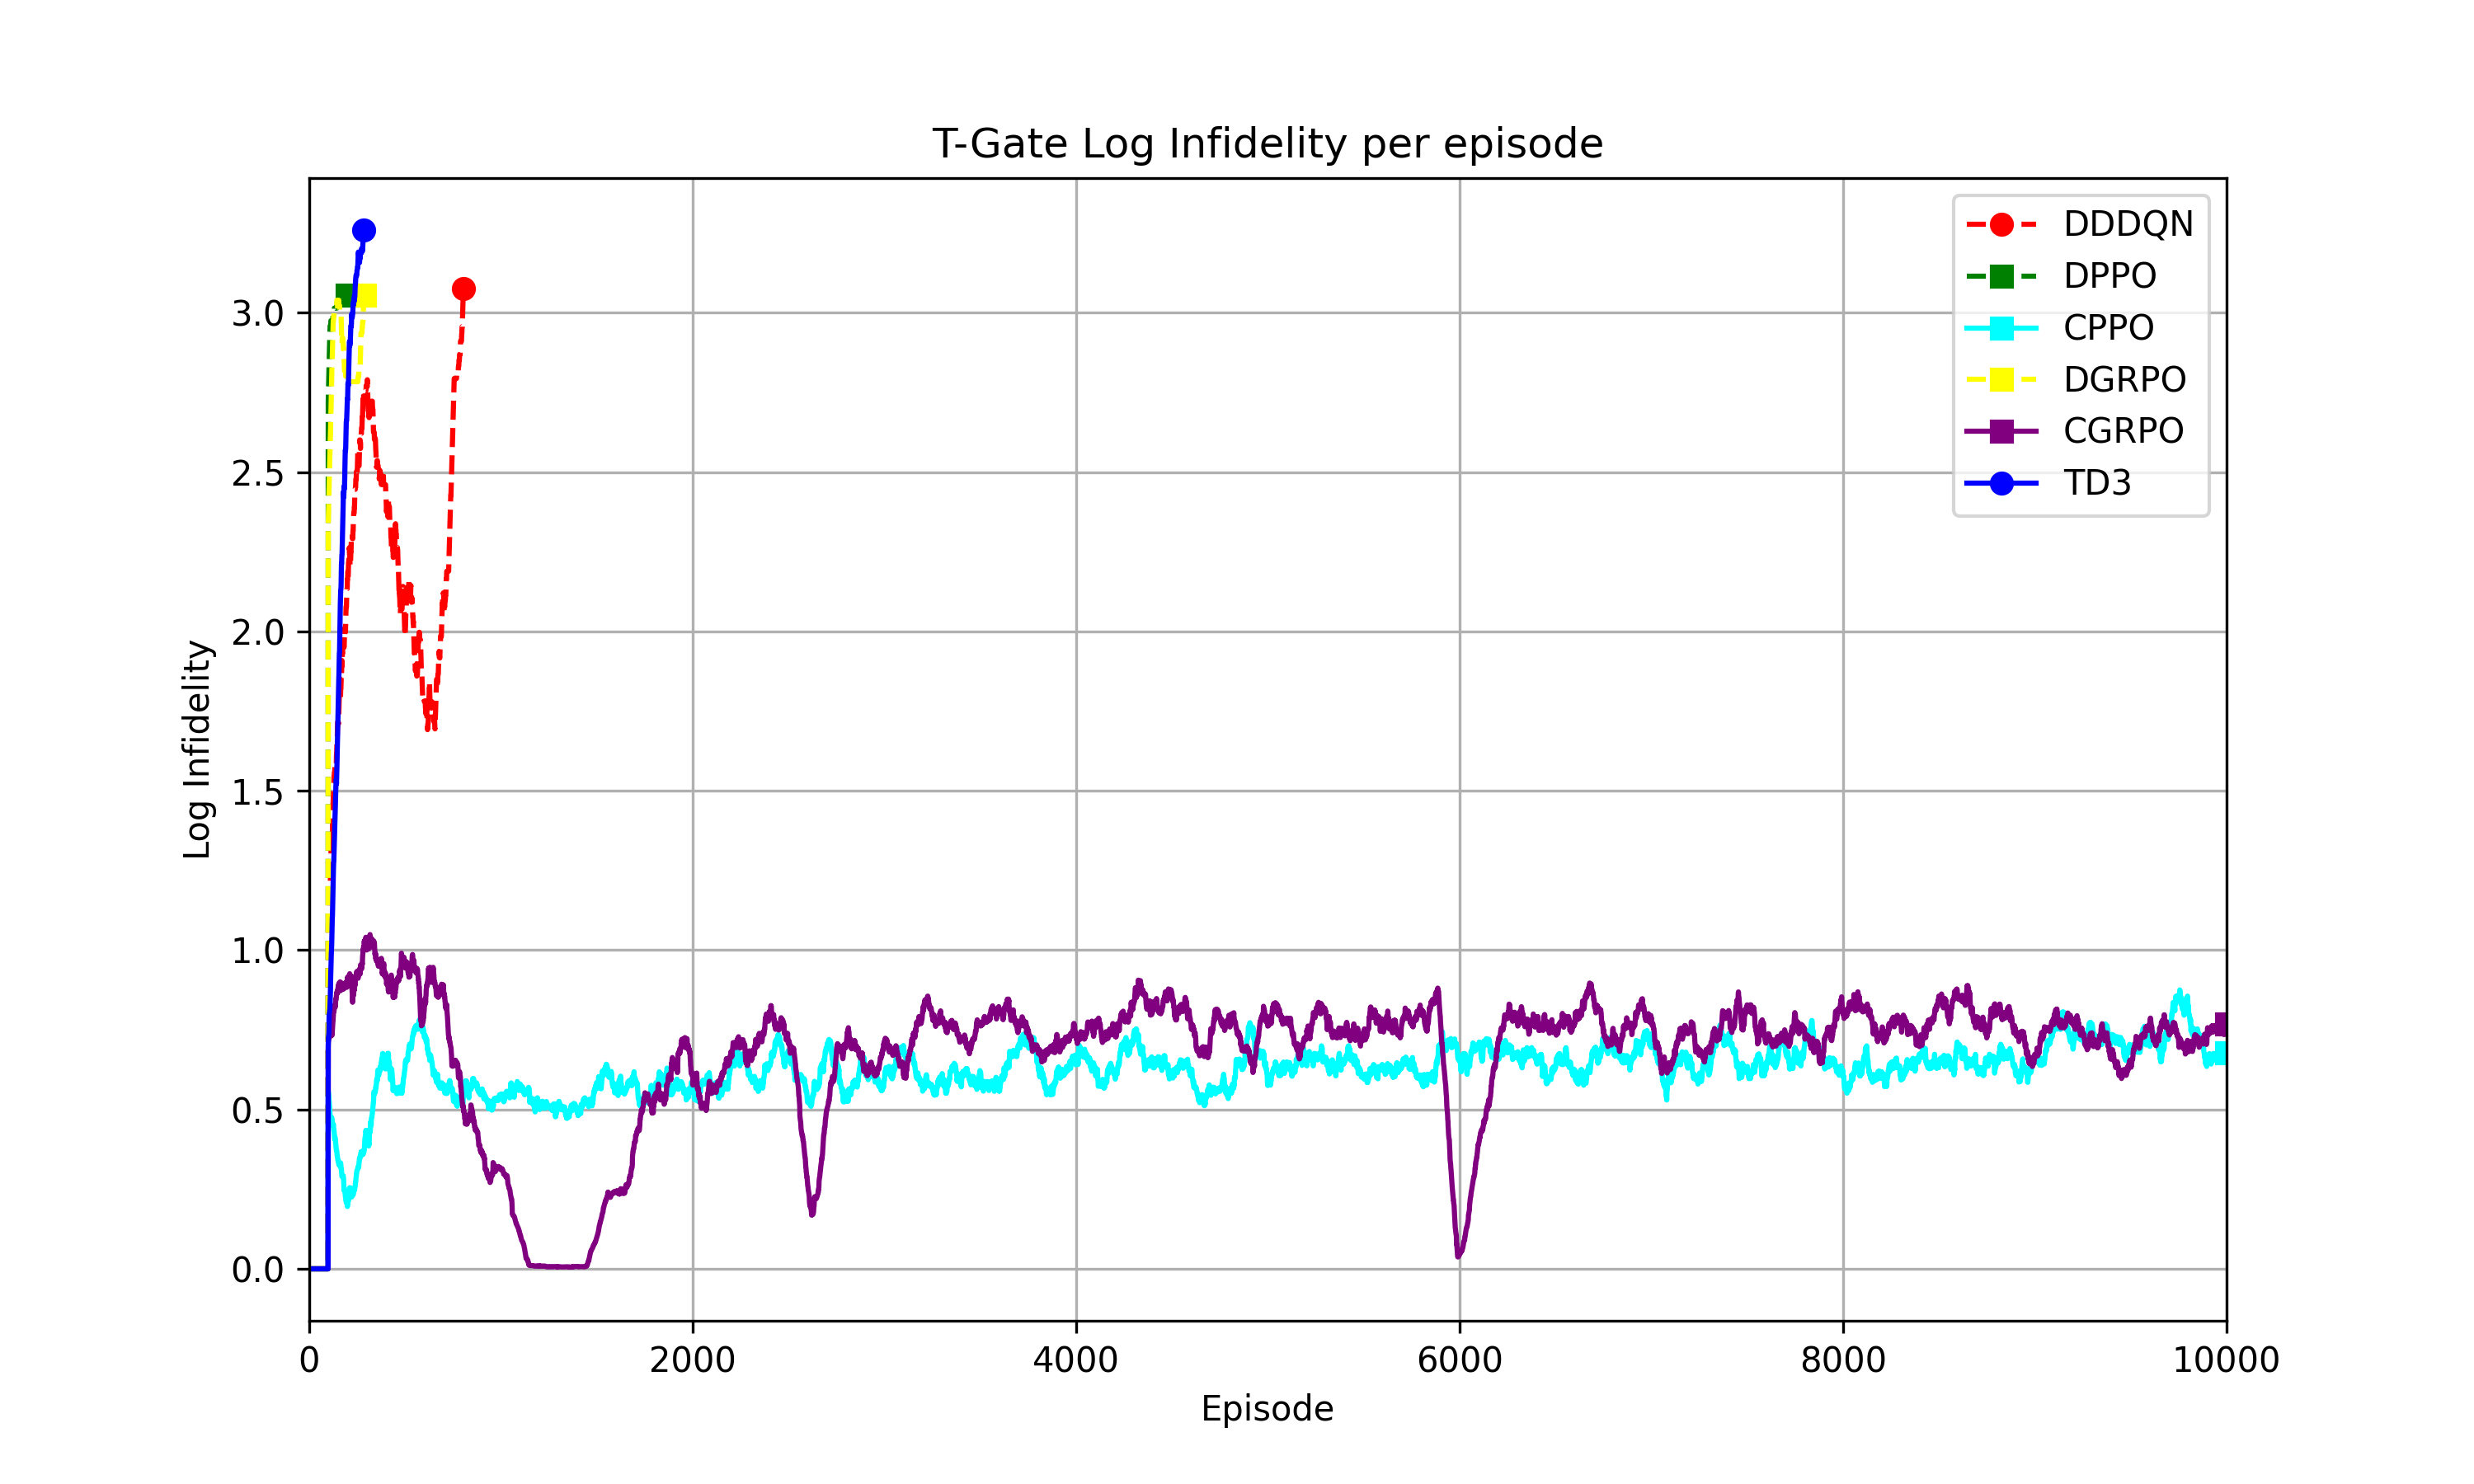 T-Gate Log Infidelity per episode
DDDQN
DPPO
CPPO
DGRPO
CGRPO
TD3
Log Infidelity
3.0
2.5
2.0
1.5
1.0
0.5
0.0
0 2000 4000 6000 8000 10000
Episode